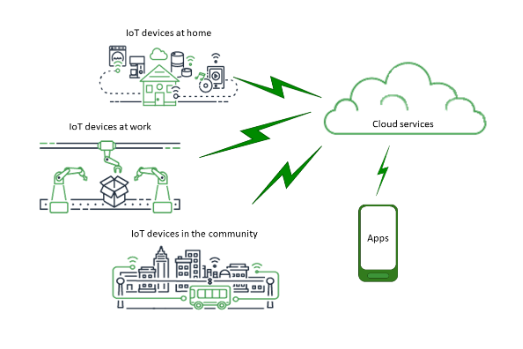 IoT devices at home
IoT devices at work
Cloud services
IoT devices in the community
Apps